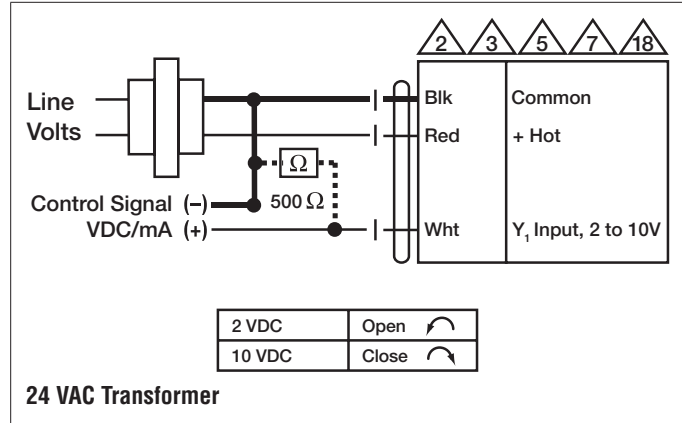 2 3 5 7 18
Line
Volts
Blk Common
Red + Hot
Ω
500 Ω
Control Signal (–)
VDC/mA (+)
Wht Y₁ Input, 2 to 10V
2 VDC Open
10 VDC Close
24 VAC Transformer